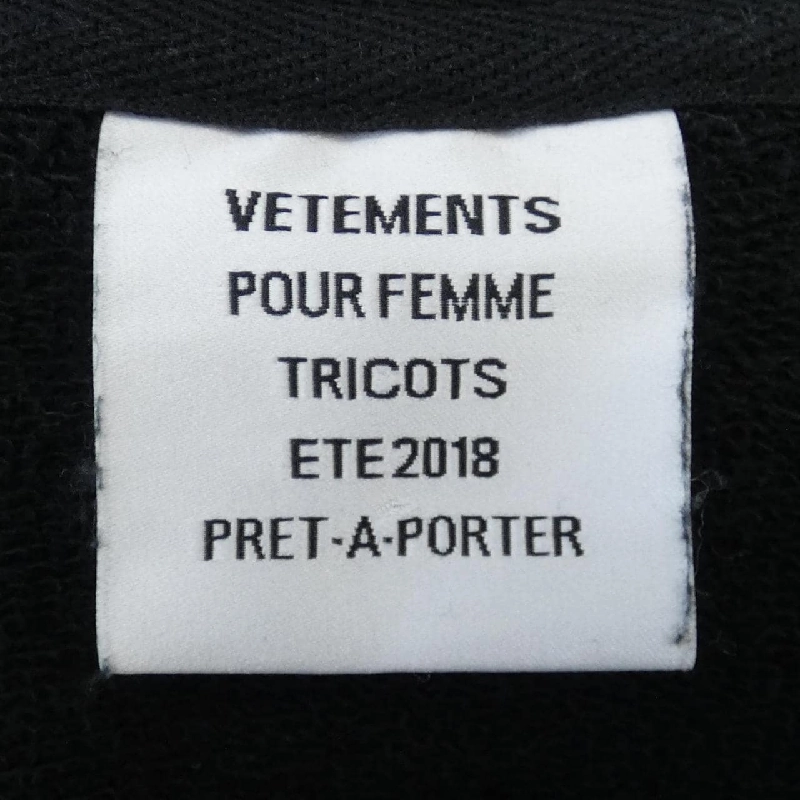 VETEMENTS
POUR FEMME
TRICOTS
ETE 2018
PRET-A-PORTER